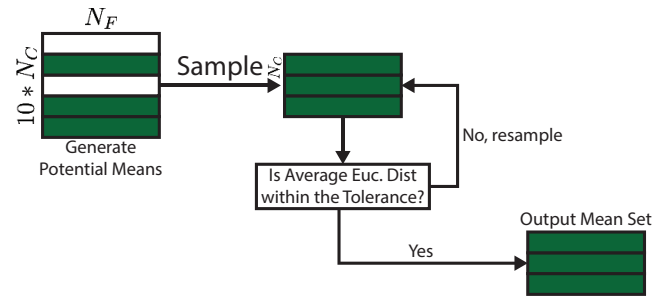 N_F
10 * N_C
Generate
Potential Means
Sample
N_C
Is Average Euc. Dist
within the Tolerance?
No, resample
Yes
Output Mean Set